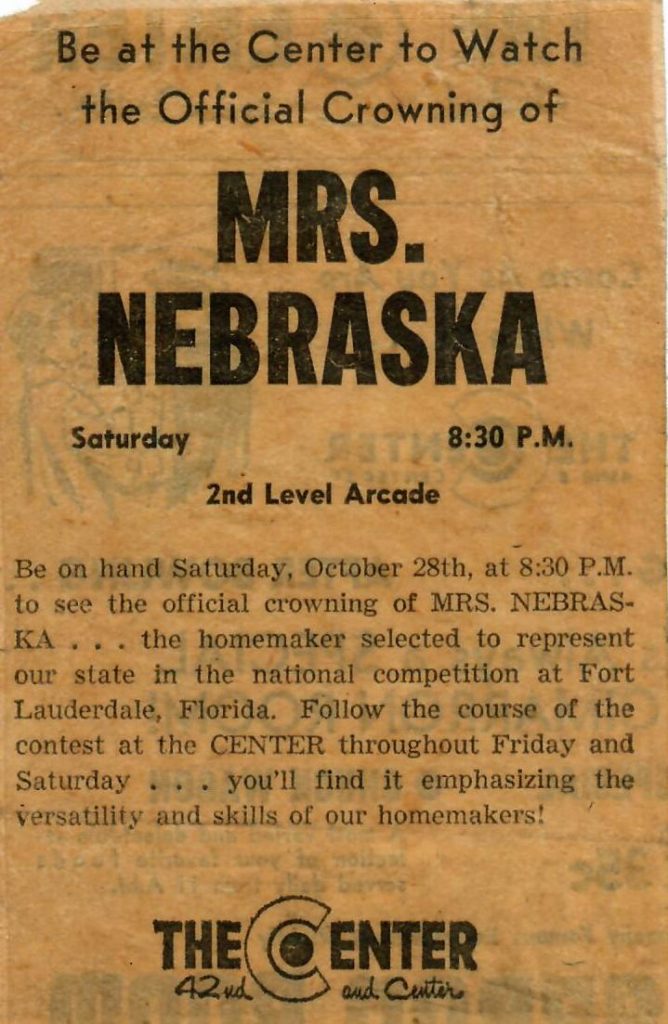 Be at the Center to Watch
the Official Crowning of
MRS.
NEBRASKA
Saturday 8:30 P.M.
2nd Level Arcade
Be on hand Saturday, October 28th, at 8:30 P.M.
to see the official crowning of MRS. NEBRAS-
KA . . . the homemaker selected to represent
our state in the national competition at Fort
Lauderdale, Florida. Follow the course of the
contest at the CENTER throughout Friday and
Saturday . . . you'll find it emphasizing the
versatility and skills of our homemakers!
THE CENTER
42nd and Center